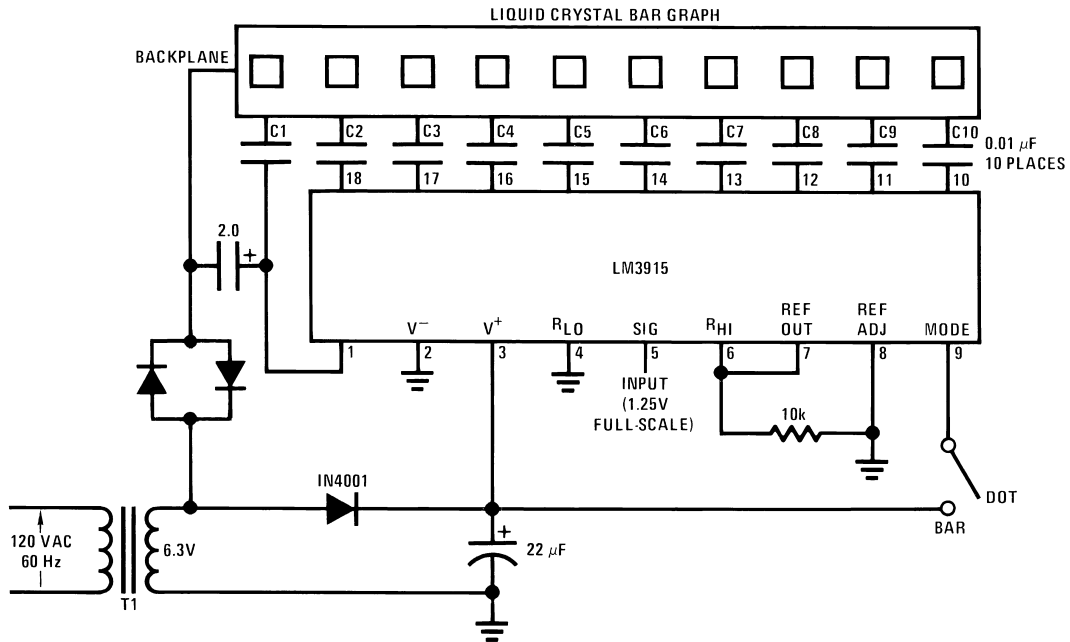 LIQUID CRYSTAL BAR GRAPH
BACKPLANE
C1 C2 C3 C4 C5 C6 C7 C8 C9 C10
0.01 μF
10 PLACES
18 17 16 15 14 13 12 11 10
2.0
+
LM3915
V− V+ RLO SIG RHI REF OUT REF ADJ MODE
1 2 3 4 5 6 7 8 9
INPUT
(1.25V
FULL-SCALE)
10k
DOT
BAR
IN4001
+
22 μF
120 VAC
60 Hz
6.3V
T1